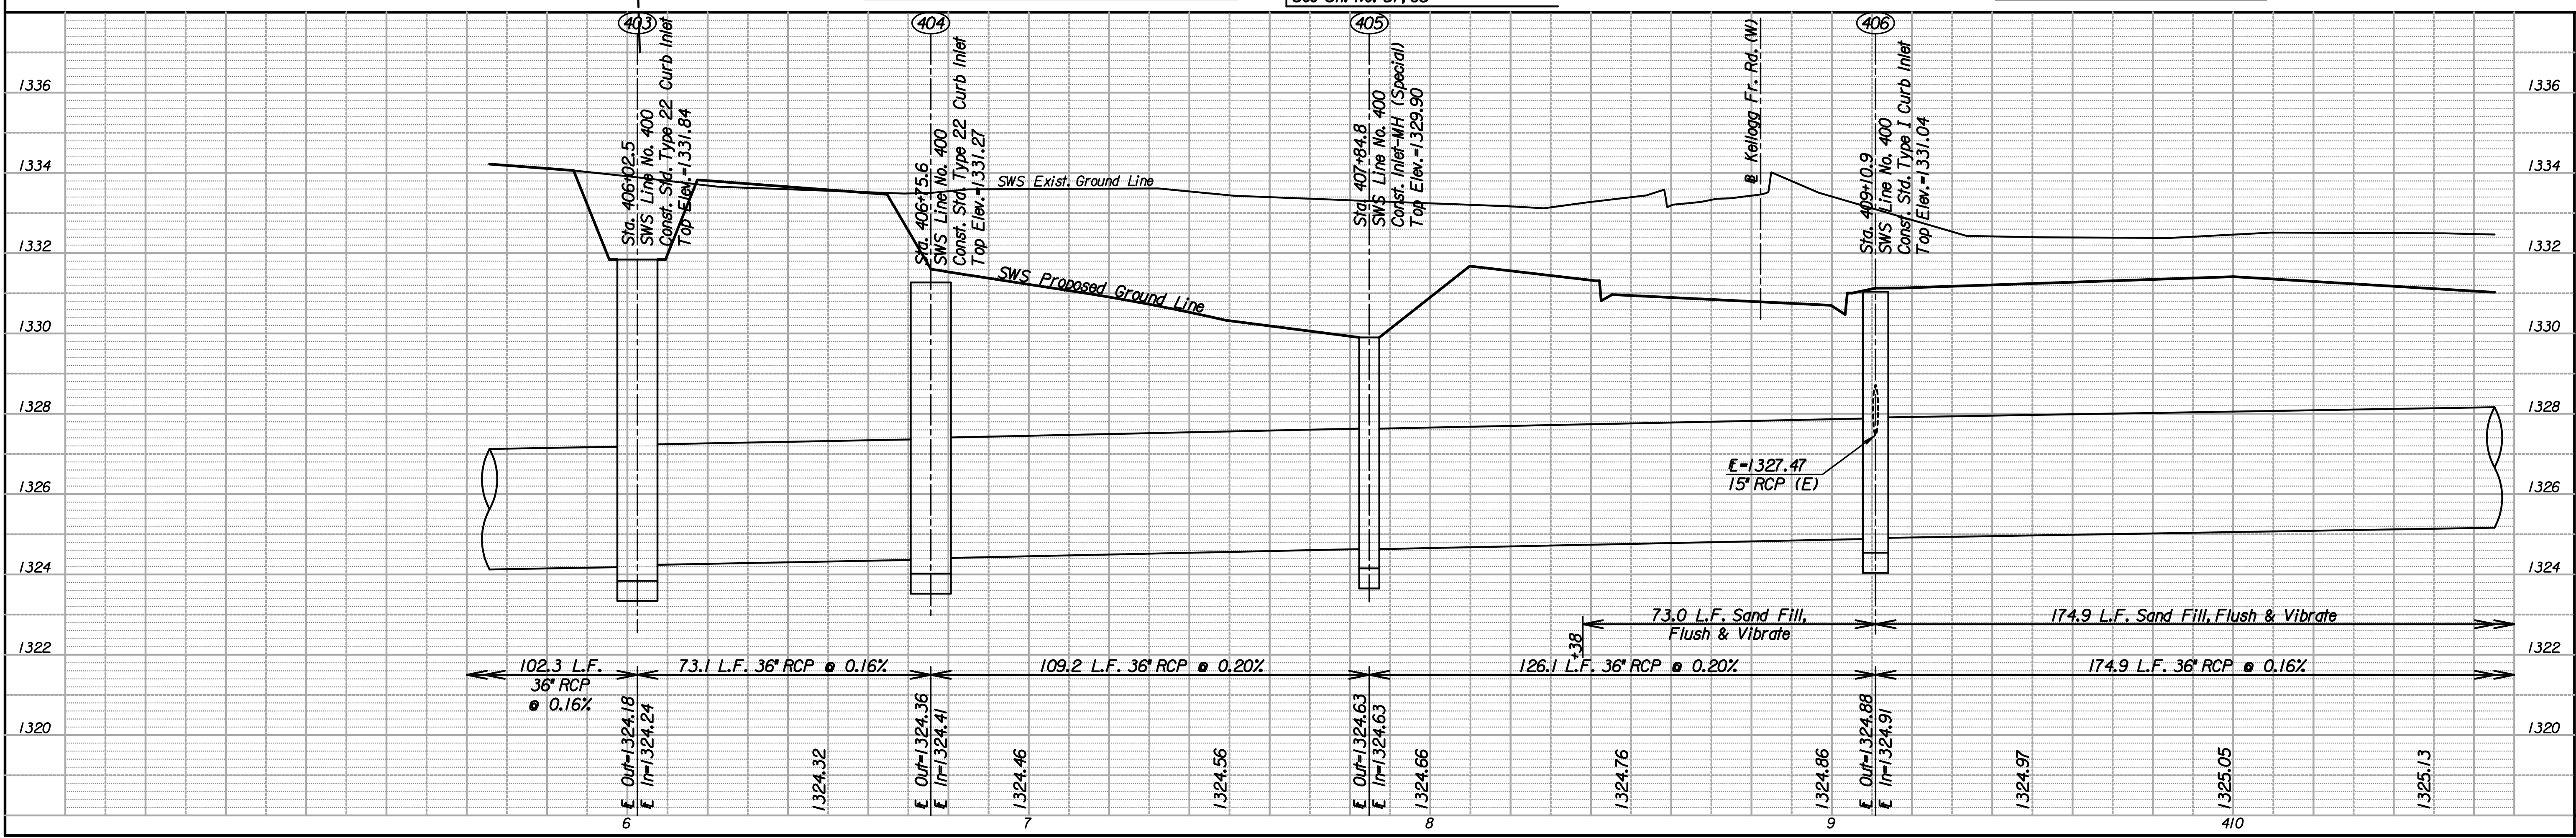 403
404
405
406
Sta. 406+02.5
SWS Line No. 400
Const. Std. Type 22 Curb Inlet
Top Elev.=1331.84
Sta. 406+75.6
SWS Line No. 400
Const. Std. Type 22 Curb Inlet
Top Elev.=1331.27
Sta. 407+84.8
SWS Line No. 400
Const. Inlet-MH (Special)
Top Elev.=1329.90
Kellogg Fr. Rd. (W)
Sta. 409+10.9
SWS Line No. 400
Const. Std. Type I Curb Inlet
Top Elev.=1331.04
1336
1336
1334
1334
1332
1332
1330
1330
1328
1328
1326
1326
1324
1324
1322
1322
1320
1320
SWS Exist. Ground Line
SWS Proposed Ground Line
=1327.47
15" RCP (E)
73.0 L.F. Sand Fill,
Flush & Vibrate
174.9 L.F. Sand Fill, Flush & Vibrate
+38
102.3 L.F.
36" RCP
@ 0.16%
73.1 L.F. 36" RCP @ 0.16%
109.2 L.F. 36" RCP @ 0.20%
126.1 L.F. 36" RCP @ 0.20%
174.9 L.F. 36" RCP @ 0.16%
Out=1324.18
In=1324.24
1324.32
Out=1324.36
In=1324.41
1324.46
1324.56
Out=1324.63
In=1324.63
1324.66
1324.76
1324.86
Out=1324.88
In=1324.91
1324.97
1325.05
1325.13
6
7
8
9
410